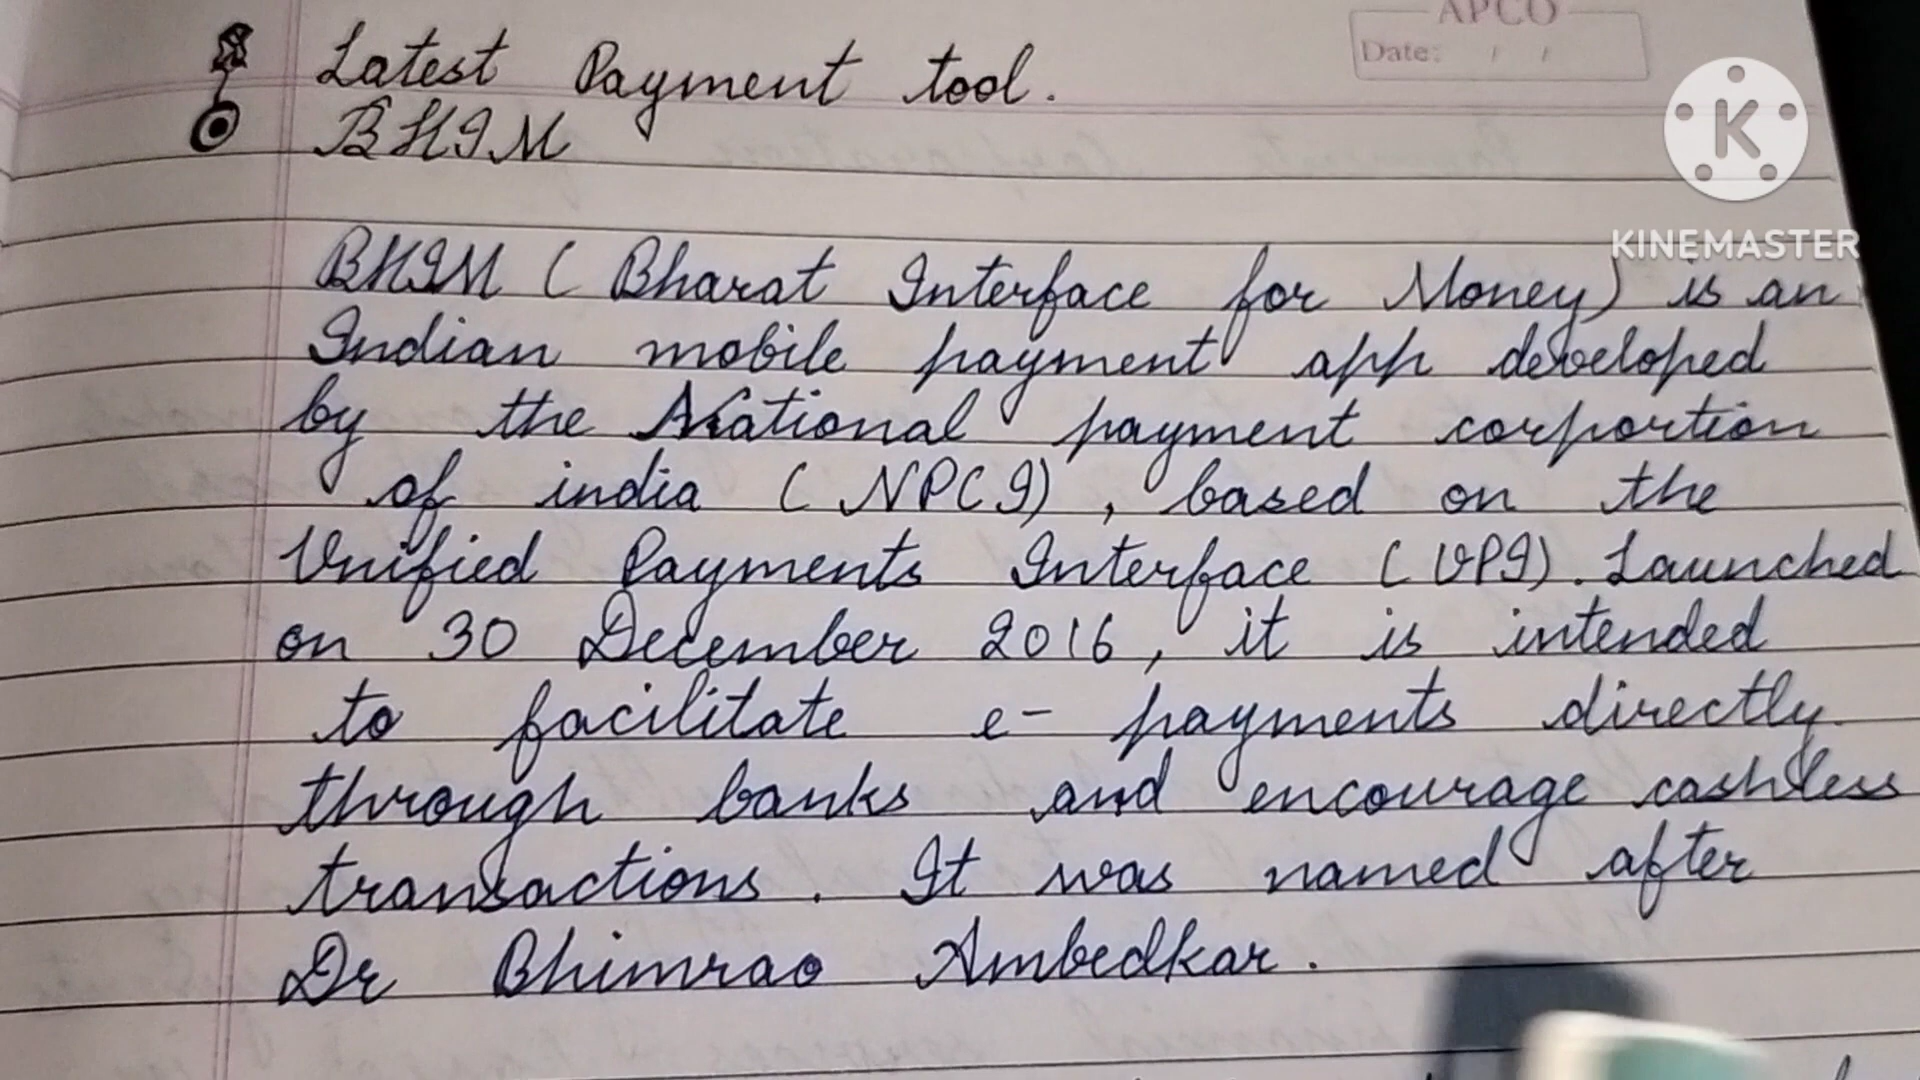 APCO
Date: / /
Latest Payment tool.
BHIM
K
KINEMASTER
BHIM ( Bharat Interface for Money) is an
Indian mobile payment app developed
by the National payment corportion
of india ( NPCI) , based on the
Unified Payments Interface ( UPI) . Launched
on 30 December 2016, it is intended
to facilitate e- payments directly
through banks and encourage cashless
transactions. It was named after
Dr Bhimrao Ambedkar.